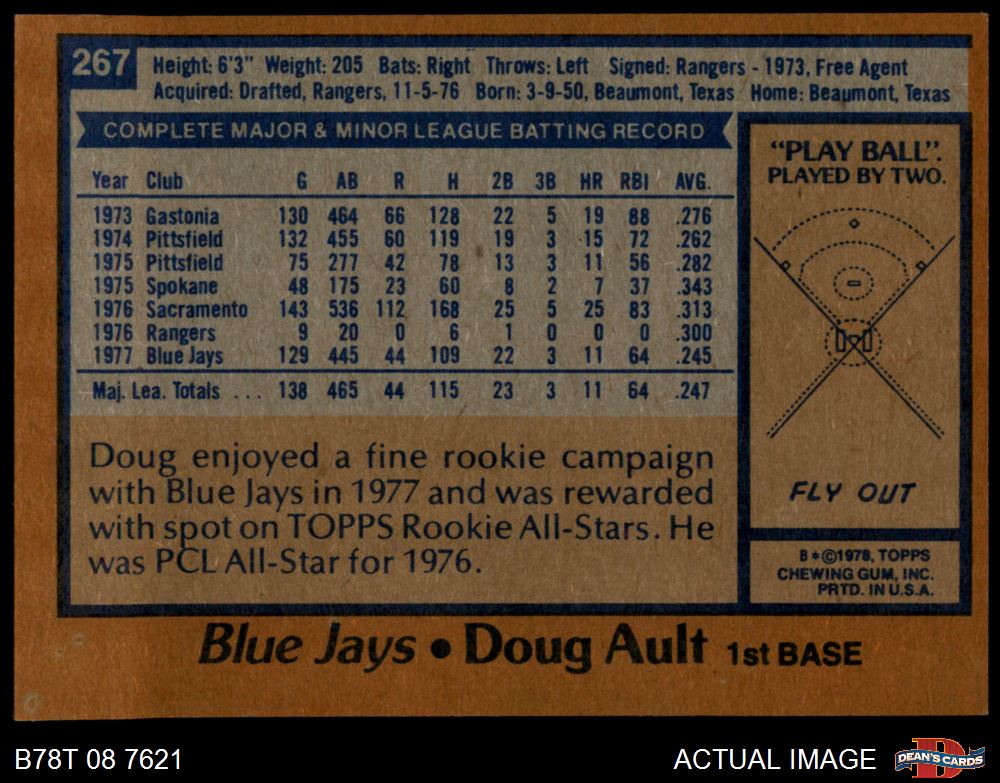 267
Height: 6'3" Weight: 205 Bats: Right Throws: Left Signed: Rangers - 1973, Free Agent
Acquired: Drafted, Rangers, 11-5-76 Born: 3-9-50, Beaumont, Texas Home: Beaumont, Texas
COMPLETE MAJOR & MINOR LEAGUE BATTING RECORD
Year Club G AB R H 2B 3B HR RBI AVG.
1973 Gastonia 130 464 66 128 22 5 19 88 .276
1974 Pittsfield 132 455 60 119 19 3 15 72 .262
1975 Pittsfield 75 277 42 78 13 3 11 56 .282
1975 Spokane 48 175 23 60 8 2 7 37 .343
1976 Sacramento 143 536 112 168 25 5 25 83 .313
1976 Rangers 9 20 0 6 1 0 0 0 .300
1977 Blue Jays 129 445 44 109 22 3 11 64 .245
Maj. Lea. Totals ... 138 465 44 115 23 3 11 64 .247
Doug enjoyed a fine rookie campaign
with Blue Jays in 1977 and was rewarded
with spot on TOPPS Rookie All-Stars. He
was PCL All-Star for 1976.
"PLAY BALL".
PLAYED BY TWO.
FLY OUT
B*©1978, TOPPS
CHEWING GUM, INC.
PRTD. IN U.S.A.
Blue Jays • Doug Ault 1st BASE
B78T 08 7621
ACTUAL IMAGE
D
DEAN'S CARDS